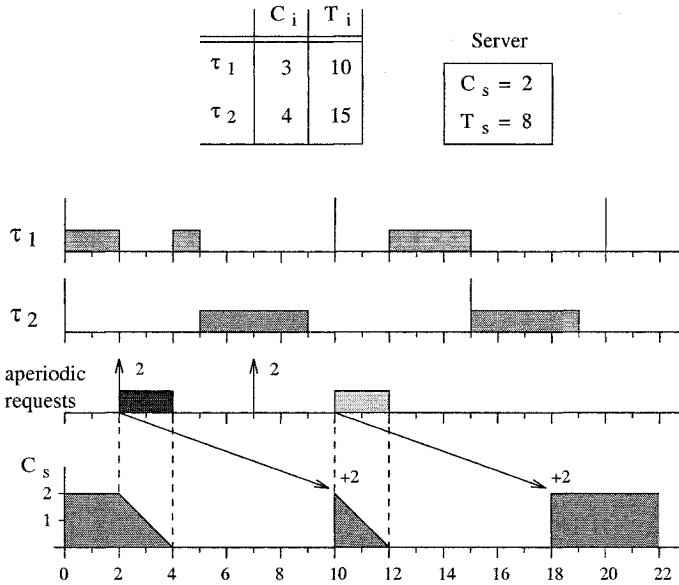 C i T i
τ 1 3 10
τ 2 4 15
Server
C s = 2
T s = 8
τ 1
τ 2
aperiodic
requests
2
2
C s
2
1
+2
+2
0 2 4 6 8 10 12 14 16 18 20 22